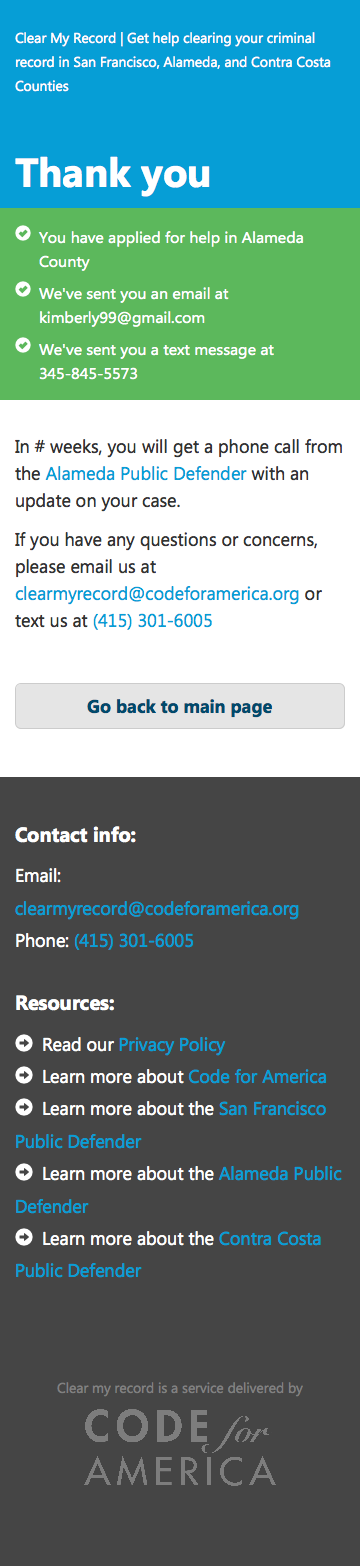 Clear My Record | Get help clearing your criminal
record in San Francisco, Alameda, and Contra Costa
Counties
Thank you
You have applied for help in Alameda
County
We've sent you an email at
kimberly99@gmail.com
We've sent you a text message at
345-845-5573
In # weeks, you will get a phone call from
the Alameda Public Defender with an
update on your case.
If you have any questions or concerns,
please email us at
clearmyrecord@codeforamerica.org or
text us at (415) 301-6005
Go back to main page
Contact info:
Email:
clearmyrecord@codeforamerica.org
Phone: (415) 301-6005
Resources:
Read our Privacy Policy
Learn more about Code for America
Learn more about the San Francisco
Public Defender
Learn more about the Alameda Public
Defender
Learn more about the Contra Costa
Public Defender
Clear my record is a service delivered by
CODE for
AMERICA